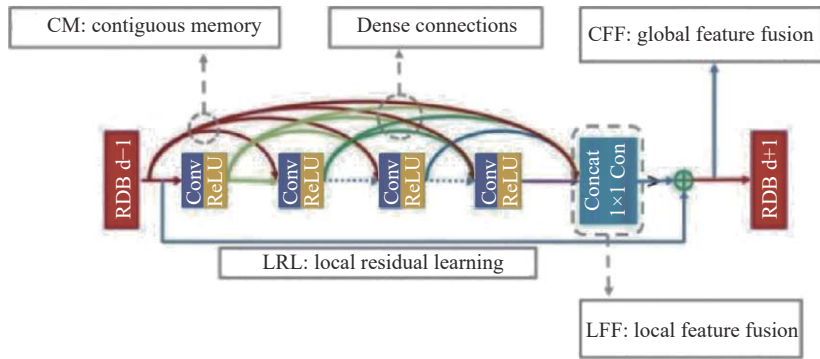 CM: contiguous memory
Dense connections
CFF: global feature fusion
RDB d−1
Conv
ReLU
Conv
ReLU
Conv
ReLU
Conv
ReLU
Concat
1×1 Con
RDB d+1
LRL: local residual learning
LFF: local feature fusion